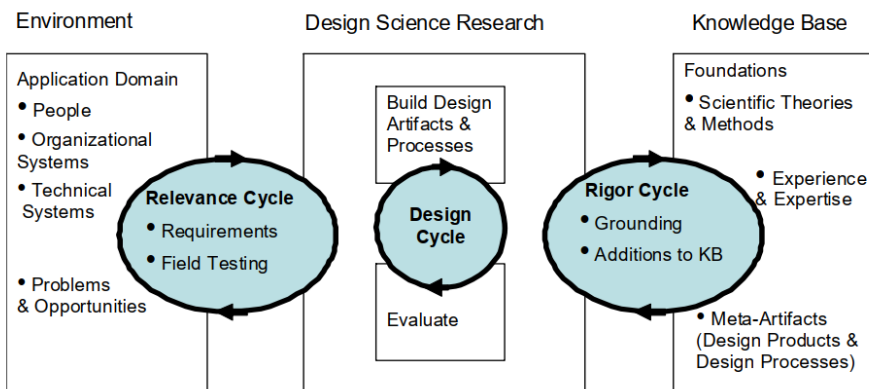 Environment
Design Science Research
Knowledge Base
Application Domain
• People
• Organizational
Systems
• Technical
Systems
• Problems
& Opportunities
Relevance Cycle
• Requirements
• Field Testing
Build Design
Artifacts &
Processes
Design
Cycle
Evaluate
Rigor Cycle
• Grounding
• Additions to KB
Foundations
• Scientific Theories
& Methods
• Experience
& Expertise
• Meta-Artifacts
(Design Products &
Design Processes)